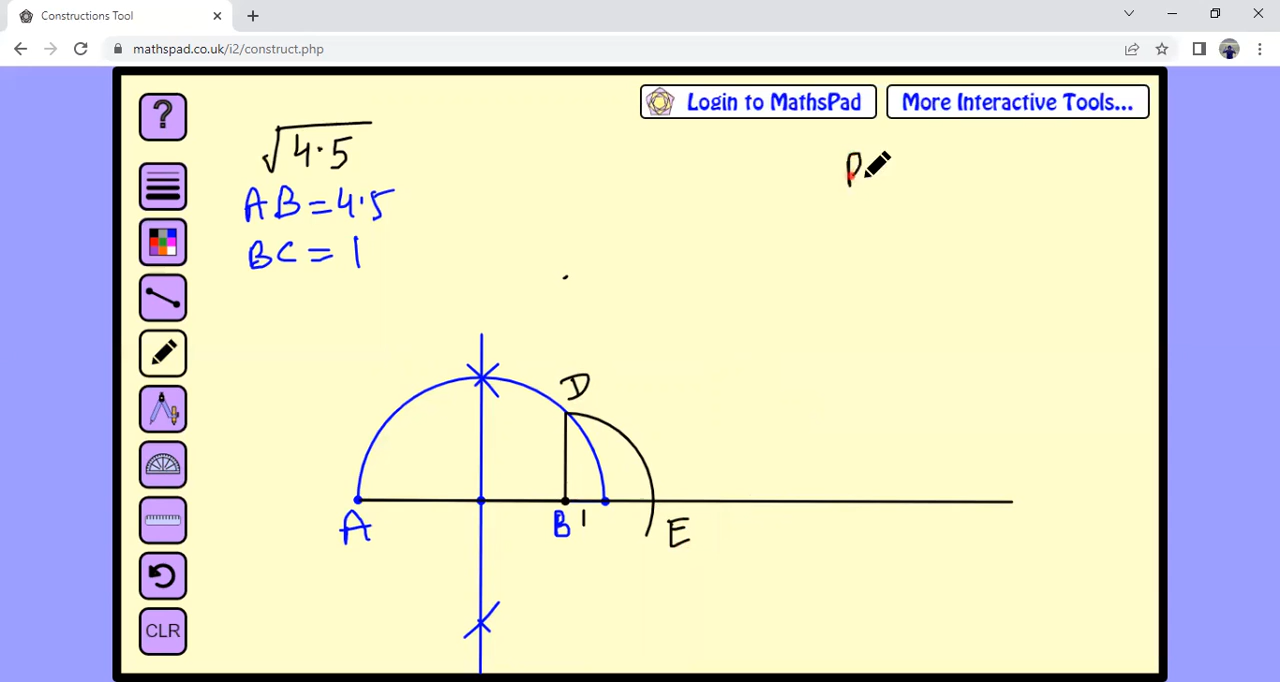 Constructions Tool
mathspad.co.uk/i2/construct.php
Login to MathsPad
More Interactive Tools...
?
√4.5
P
AB=4.5
BC=1
D
A
B 1
E
CLR